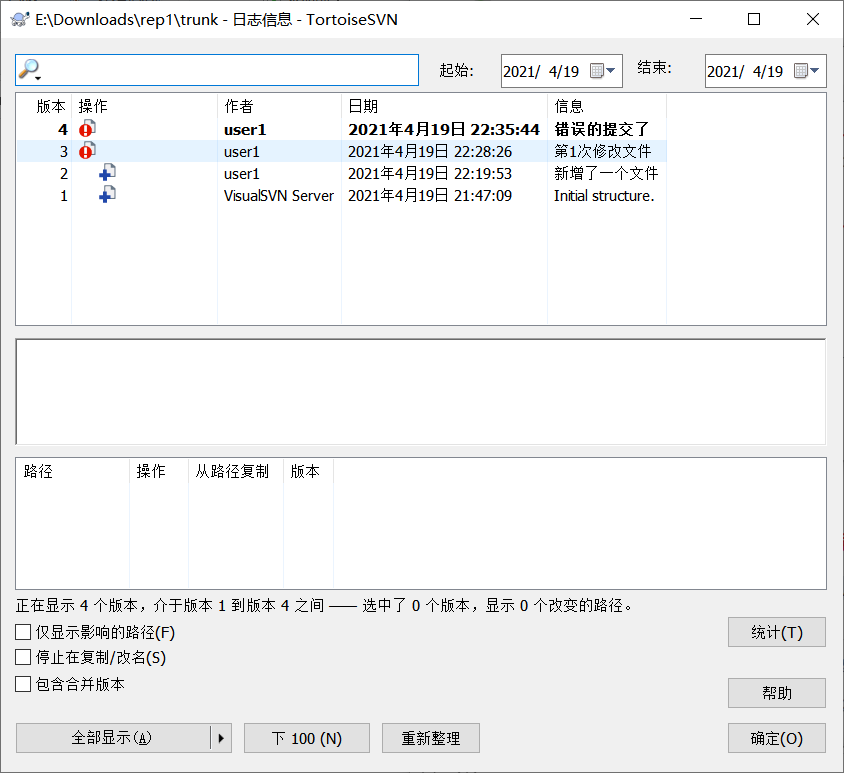 E:\Downloads\rep1\trunk - 日志信息 - TortoiseSVN
起始: 2021/ 4/19 结束: 2021/ 4/19
版本 操作 作者 日期 信息
4 user1 2021年4月19日 22:35:44 错误的提交了
3 user1 2021年4月19日 22:28:26 第1次修改文件
2 user1 2021年4月19日 22:19:53 新增了一个文件
1 VisualSVN Server 2021年4月19日 21:47:09 Initial structure.
路径 操作 从路径复制 版本
正在显示 4 个版本，介于版本 1 到版本 4 之间 —— 选中了 0 个版本，显示 0 个改变的路径。
仅显示影响的路径(F)
统计(T)
停止在复制/改名(S)
包含合并版本
帮助
全部显示(A) 下 100 (N) 重新整理 确定(O)